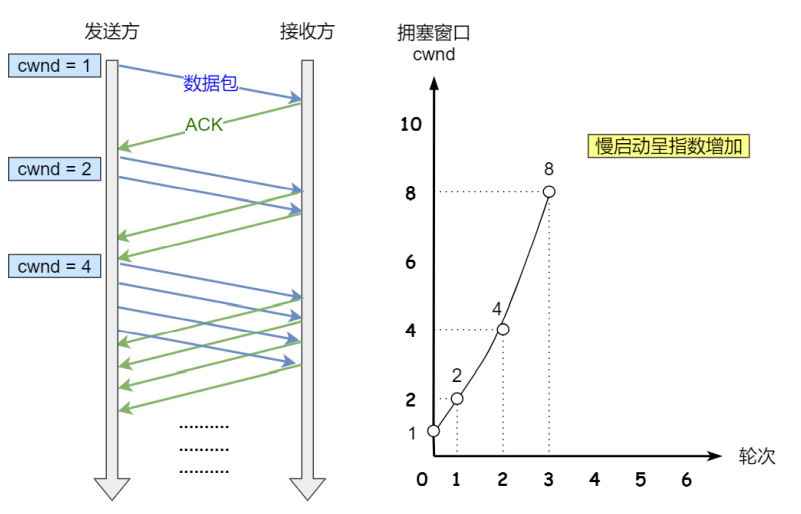 发送方
接收方
cwnd = 1
数据包
ACK
cwnd = 2
cwnd = 4
..........
..........
..........
拥塞窗口
cwnd
10
慢启动呈指数增加
8
8
6
4
4
2
2
1
轮次
0 1 2 3 4 5 6